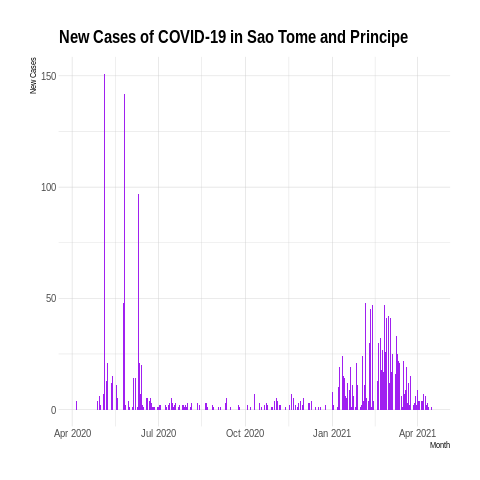 New Cases of COVID-19 in Sao Tome and Principe
New Cases
150
100
50
0
Apr 2020 Jul 2020 Oct 2020 Jan 2021 Apr 2021
Month